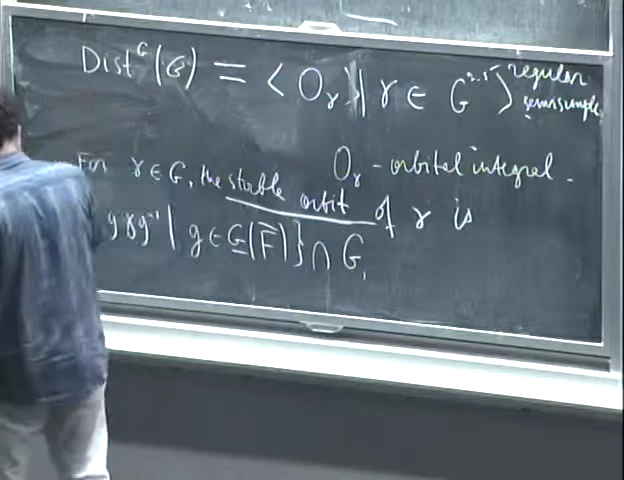 Dist^G(G) = < O_γ | γ ∈ G^{r.s.} > regular semisimple
O_γ - orbital integral.
For γ ∈ G, the stable orbit of γ is
gγg⁻¹ | g ∈ G(F̄)} ∩ G,